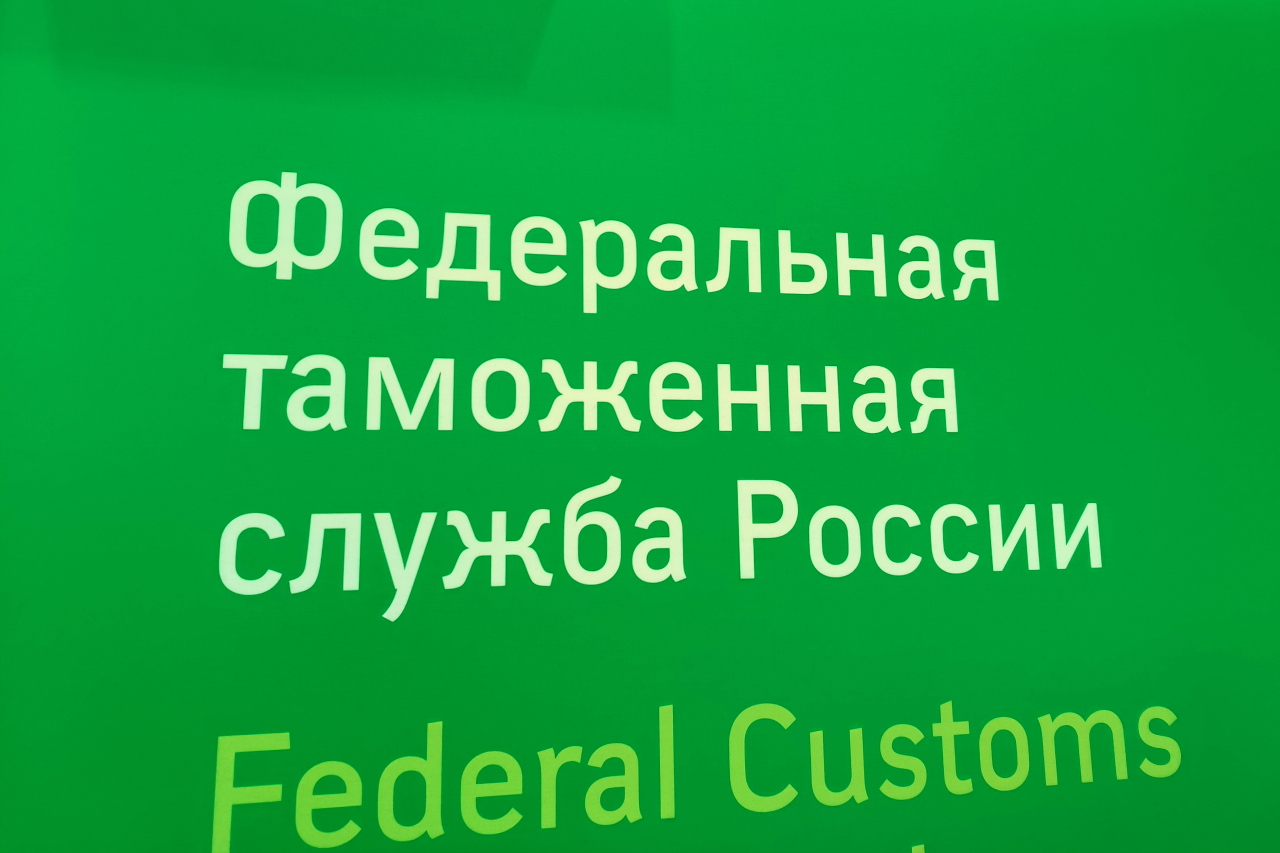 Федеральная
таможенная
служба России
Federal Customs